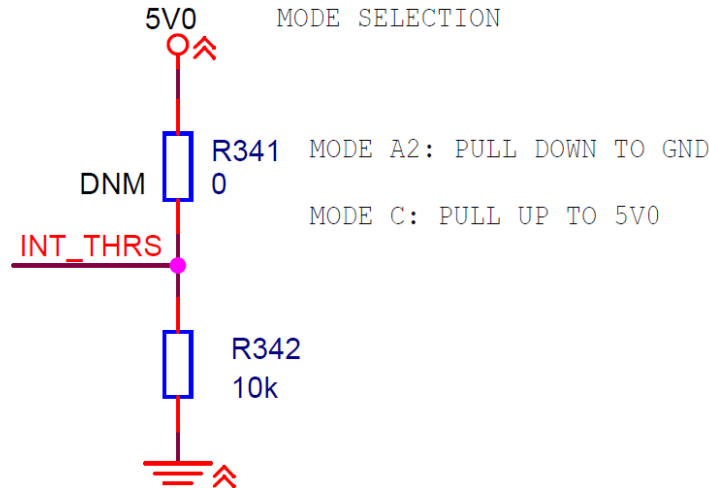 5V0
MODE SELECTION
R341
0
DNM
MODE A2: PULL DOWN TO GND
MODE C: PULL UP TO 5V0
INT_THRS
R342
10k